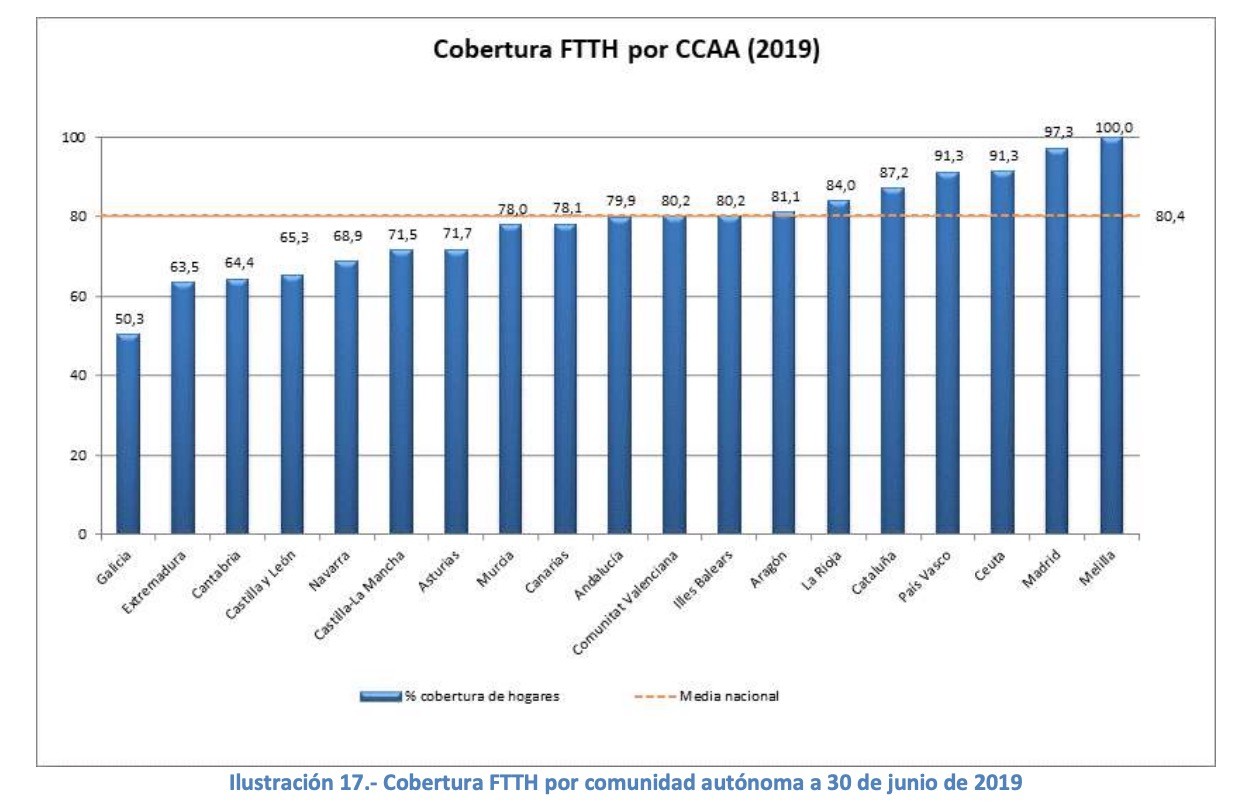 Cobertura FTTH por CCAA (2019)
100
80
60
40
20
0
50,3
63,5
64,4
65,3
68,9
71,5
71,7
78,0
78,1
79,9
80,2
80,2
81,1
84,0
87,2
91,3
91,3
97,3
100,0
80,4
Galicia
Extremadura
Cantabria
Castilla y León
Navarra
Castilla-La Mancha
Asturias
Murcia
Canarias
Andalucía
Comunitat Valenciana
Illes Balears
Aragón
La Rioja
Cataluña
País Vasco
Ceuta
Madrid
Melilla
% cobertura de hogares
Media nacional
Ilustración 17.- Cobertura FTTH por comunidad autónoma a 30 de junio de 2019